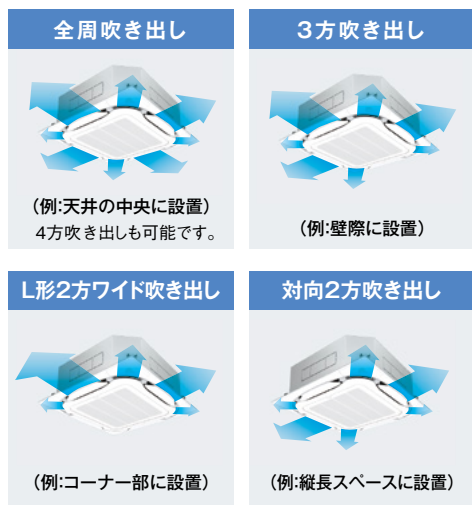 全周吹き出し
(例:天井の中央に設置)
4方吹き出しも可能です。
3方吹き出し
(例:壁際に設置)
L形2方ワイド吹き出し
(例:コーナー部に設置)
対向2方吹き出し
(例:縦長スペースに設置)